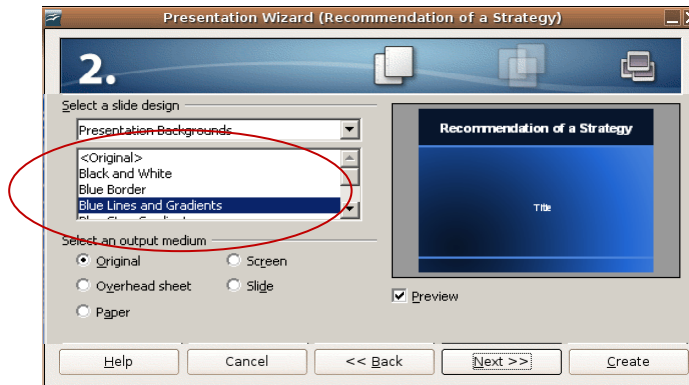 Presentation Wizard (Recommendation of a Strategy)
2.
Select a slide design
Presentation Backgrounds
<Original>
Black and White
Blue Border
Blue Lines and Gradients
Select an output medium
Original
Screen
Overhead sheet
Slide
Paper
Recommendation of a Strategy
Title
Preview
Help
Cancel
<< Back
Next >>
Create